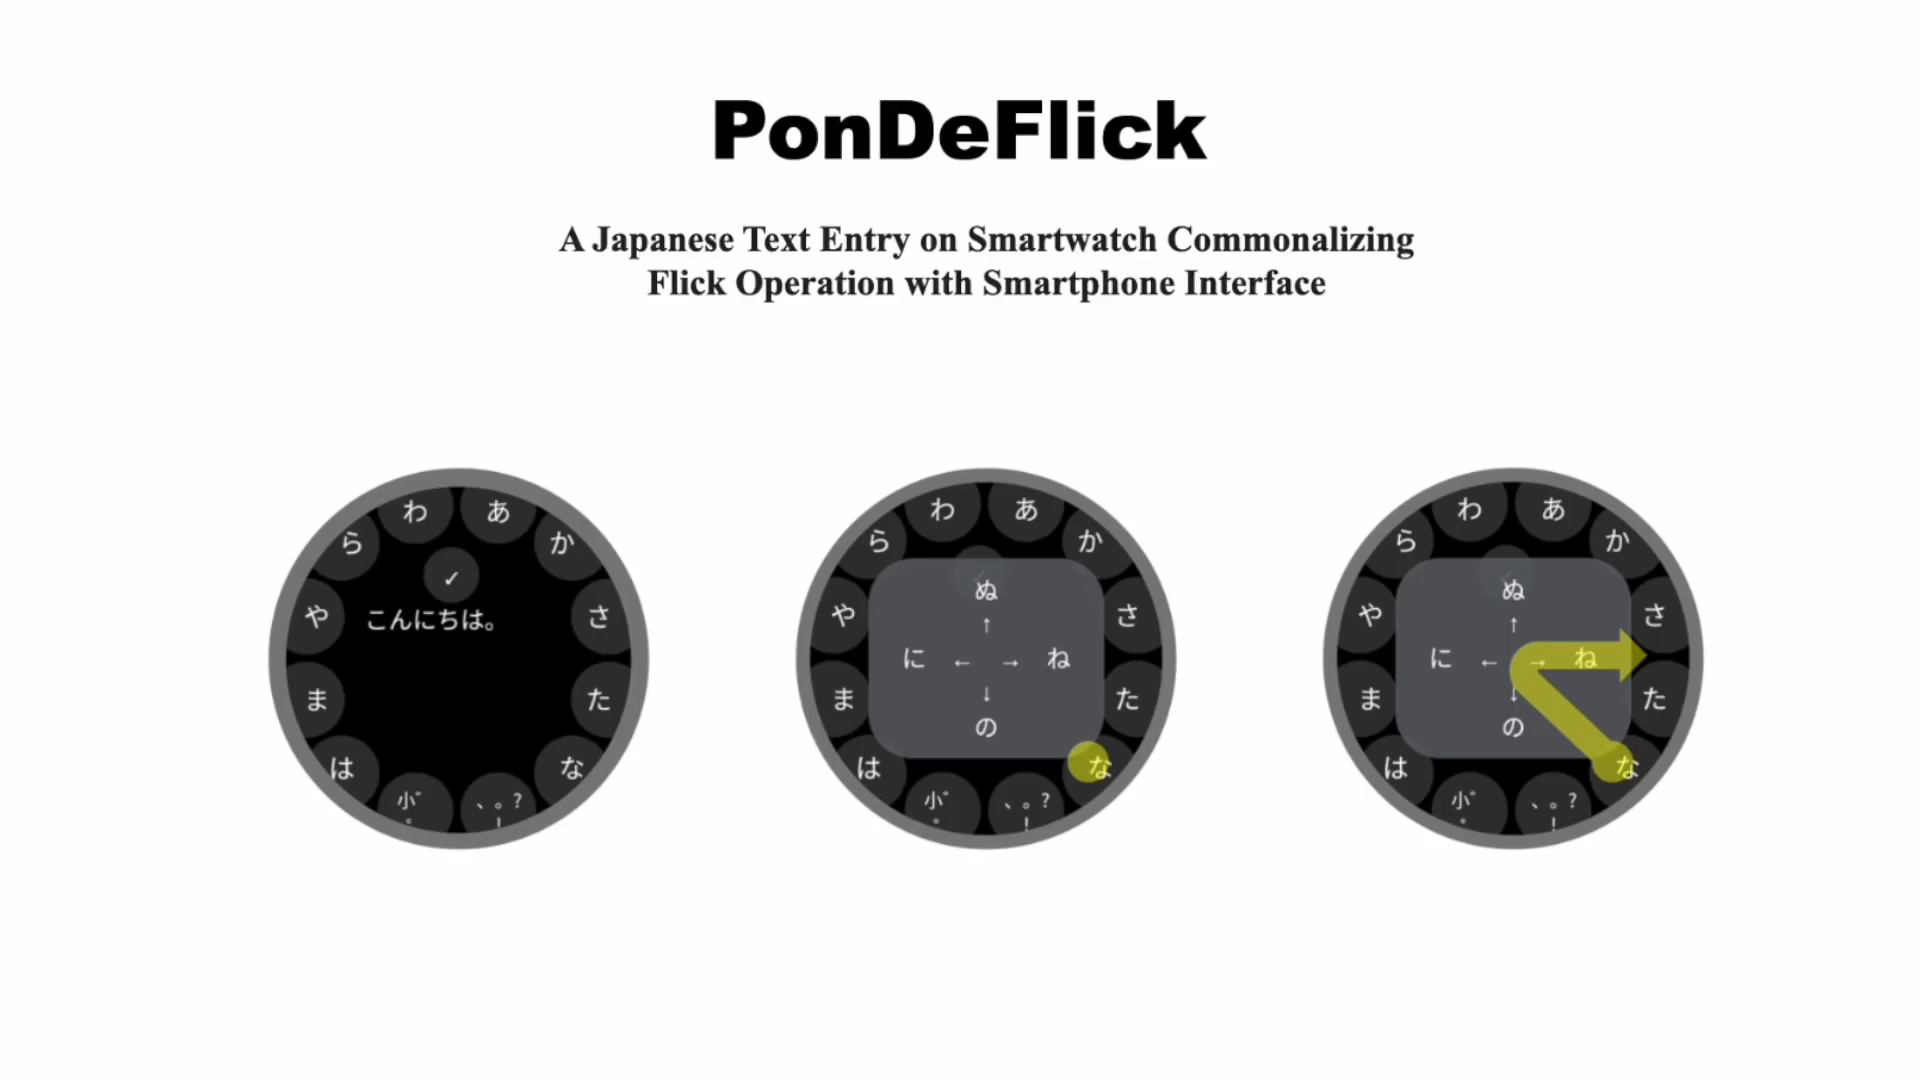 PonDeFlick
A Japanese Text Entry on Smartwatch Commonalizing
Flick Operation with Smartphone Interface
わ あ
ら か
✓
や こんにちは。 さ
ま た
は な
小゛ 、。?
゜ !
わ あ
ら か
ぬ
や ↑ さ
に ← → ね
ま ↓ た
の
は な
小゛ 、。?
゜ !
わ あ
ら か
ぬ
や ↑ さ
に ← → ね
ま ↓ た
の
は な
小゛ 、。?
゜ !